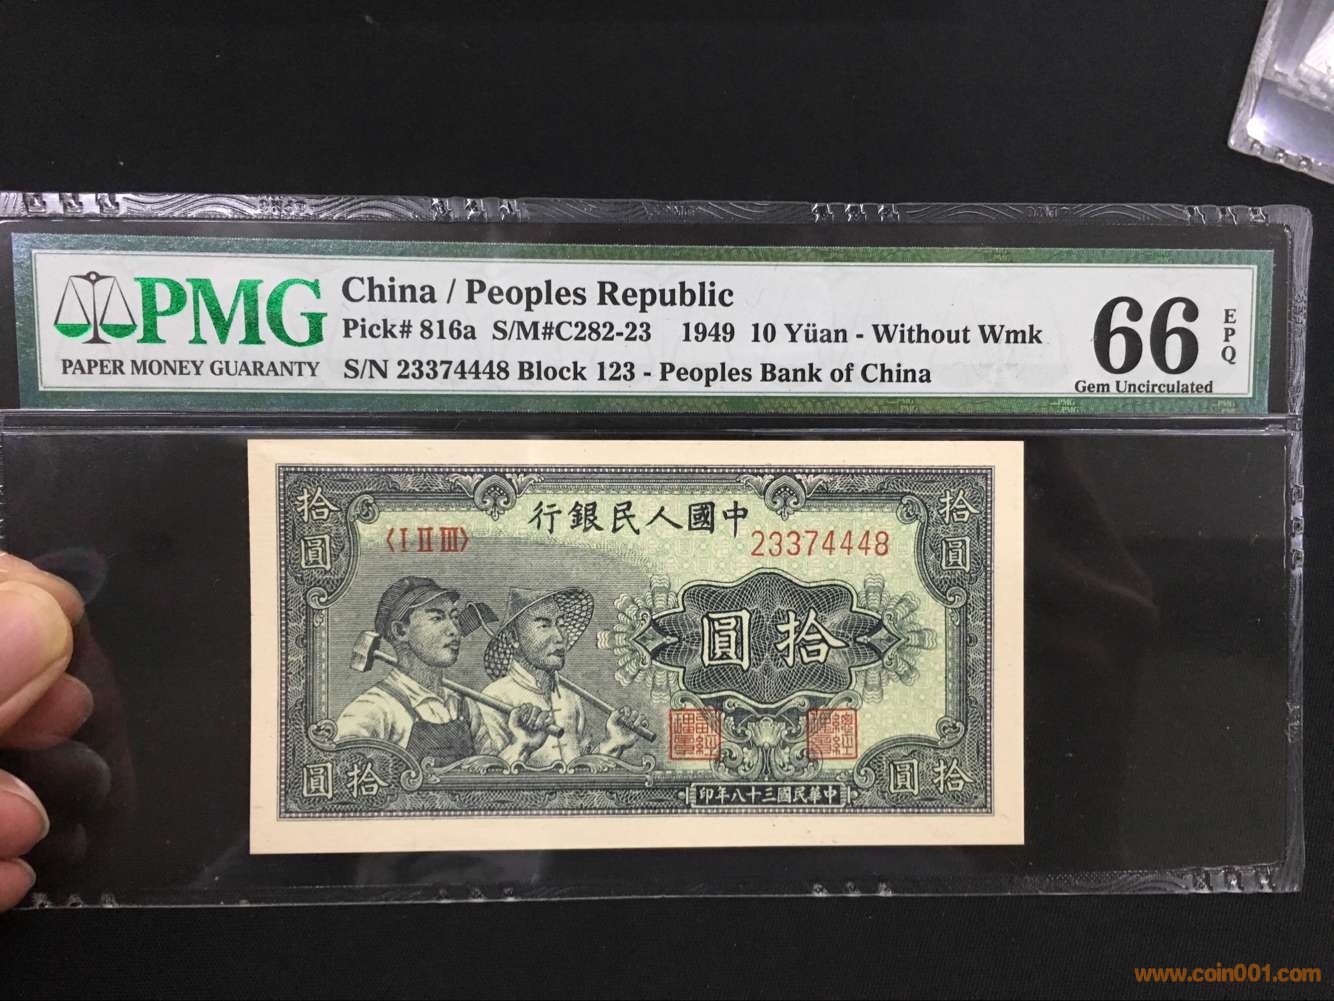 PMG
PAPER MONEY GUARANTY
China / Peoples Republic
Pick# 816a S/M#C282-23 1949 10 Yüan - Without Wmk
S/N 23374448 Block 123 - Peoples Bank of China
66
EPQ
Gem Uncirculated
行銀民人國中
拾圓
拾圓
〈I II III〉
23374448
圓拾
圓拾
圓拾
印年八十三國民華中
www.coin001.com